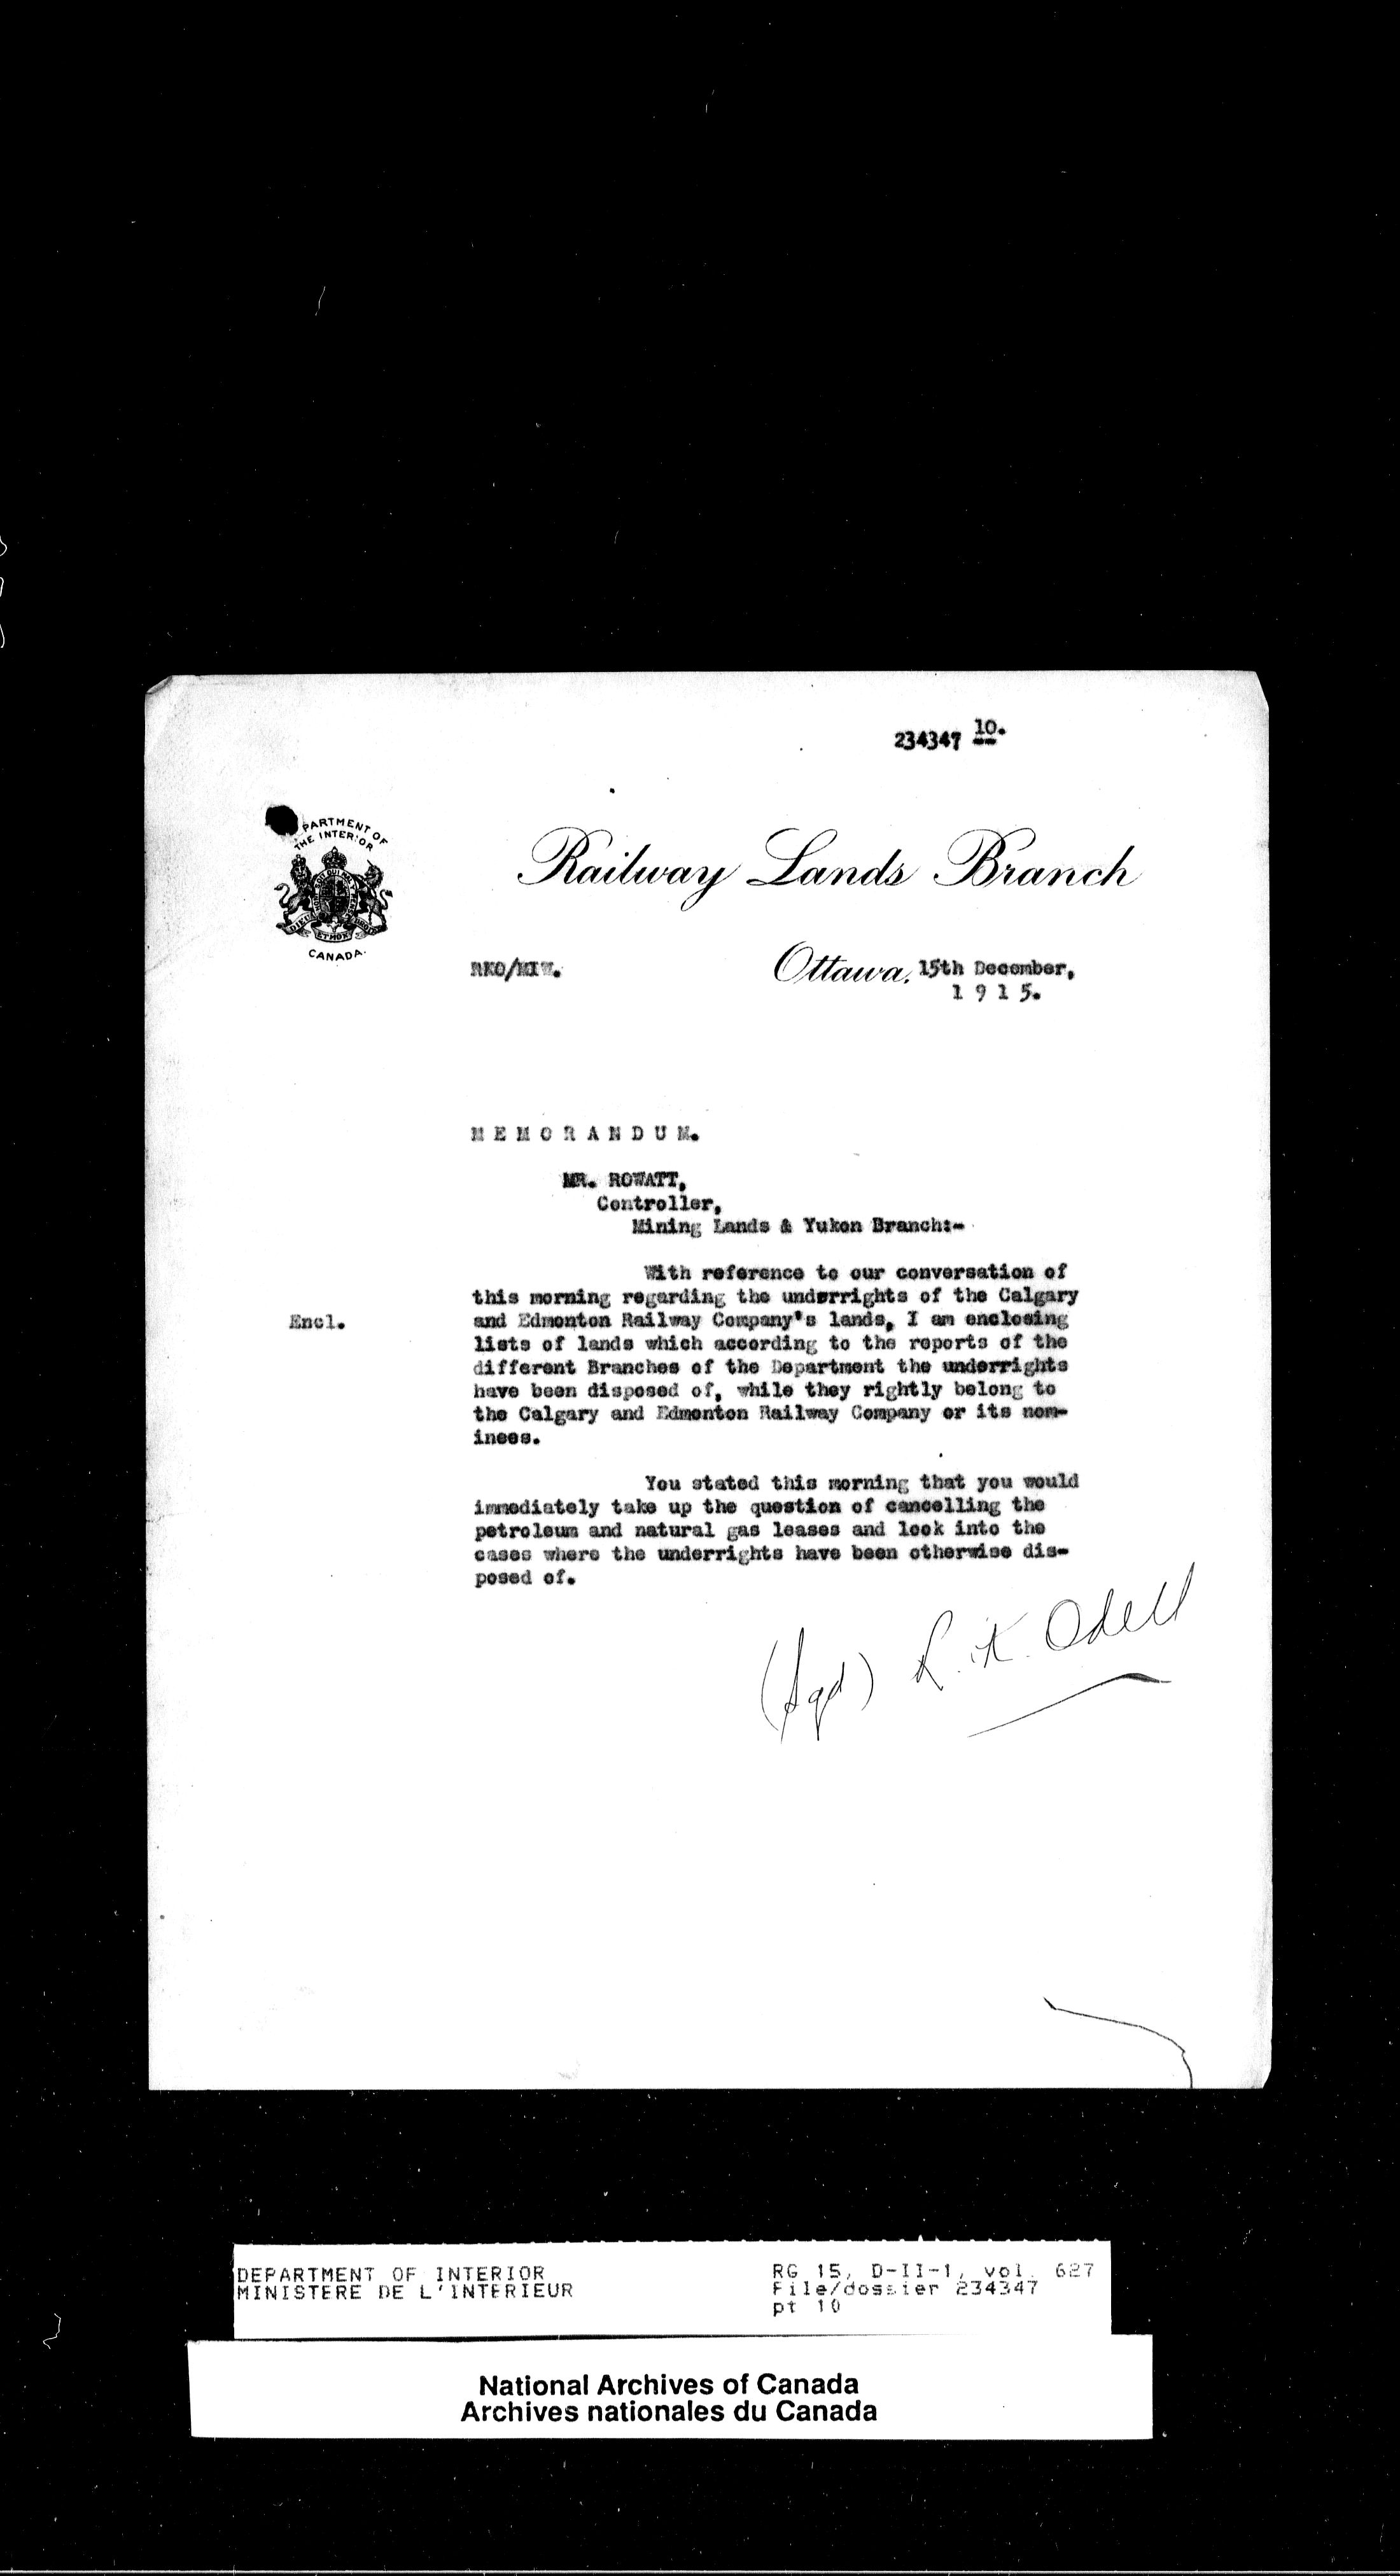 234347 10.
DEPARTMENT OF
THE INTERIOR
CANADA.
Railway Lands Branch
RKO/MIW.
Ottawa, 15th December,
1 9 1 5.
M E M O R A N D U M.
MR. ROWATT,
Controller,
Mining Lands & Yukon Branch:-
With reference to our conversation of
this morning regarding the underrights of the Calgary
Encl.
and Edmonton Railway Company's lands, I am enclosing
lists of lands which according to the reports of the
different Branches of the Department the underrights
have been disposed of, while they rightly belong to
the Calgary and Edmonton Railway Company or its nom-
inees.
You stated this morning that you would
immediately take up the question of cancelling the
petroleum and natural gas leases and look into the
cases where the underrights have been otherwise dis-
posed of.
(Sgd) R. K. Odell
DEPARTMENT OF INTERIOR
MINISTERE DE L'INTERIEUR
RG 15, D-II-1, vol. 627
File/dossier 234347
pt 10
National Archives of Canada
Archives nationales du Canada